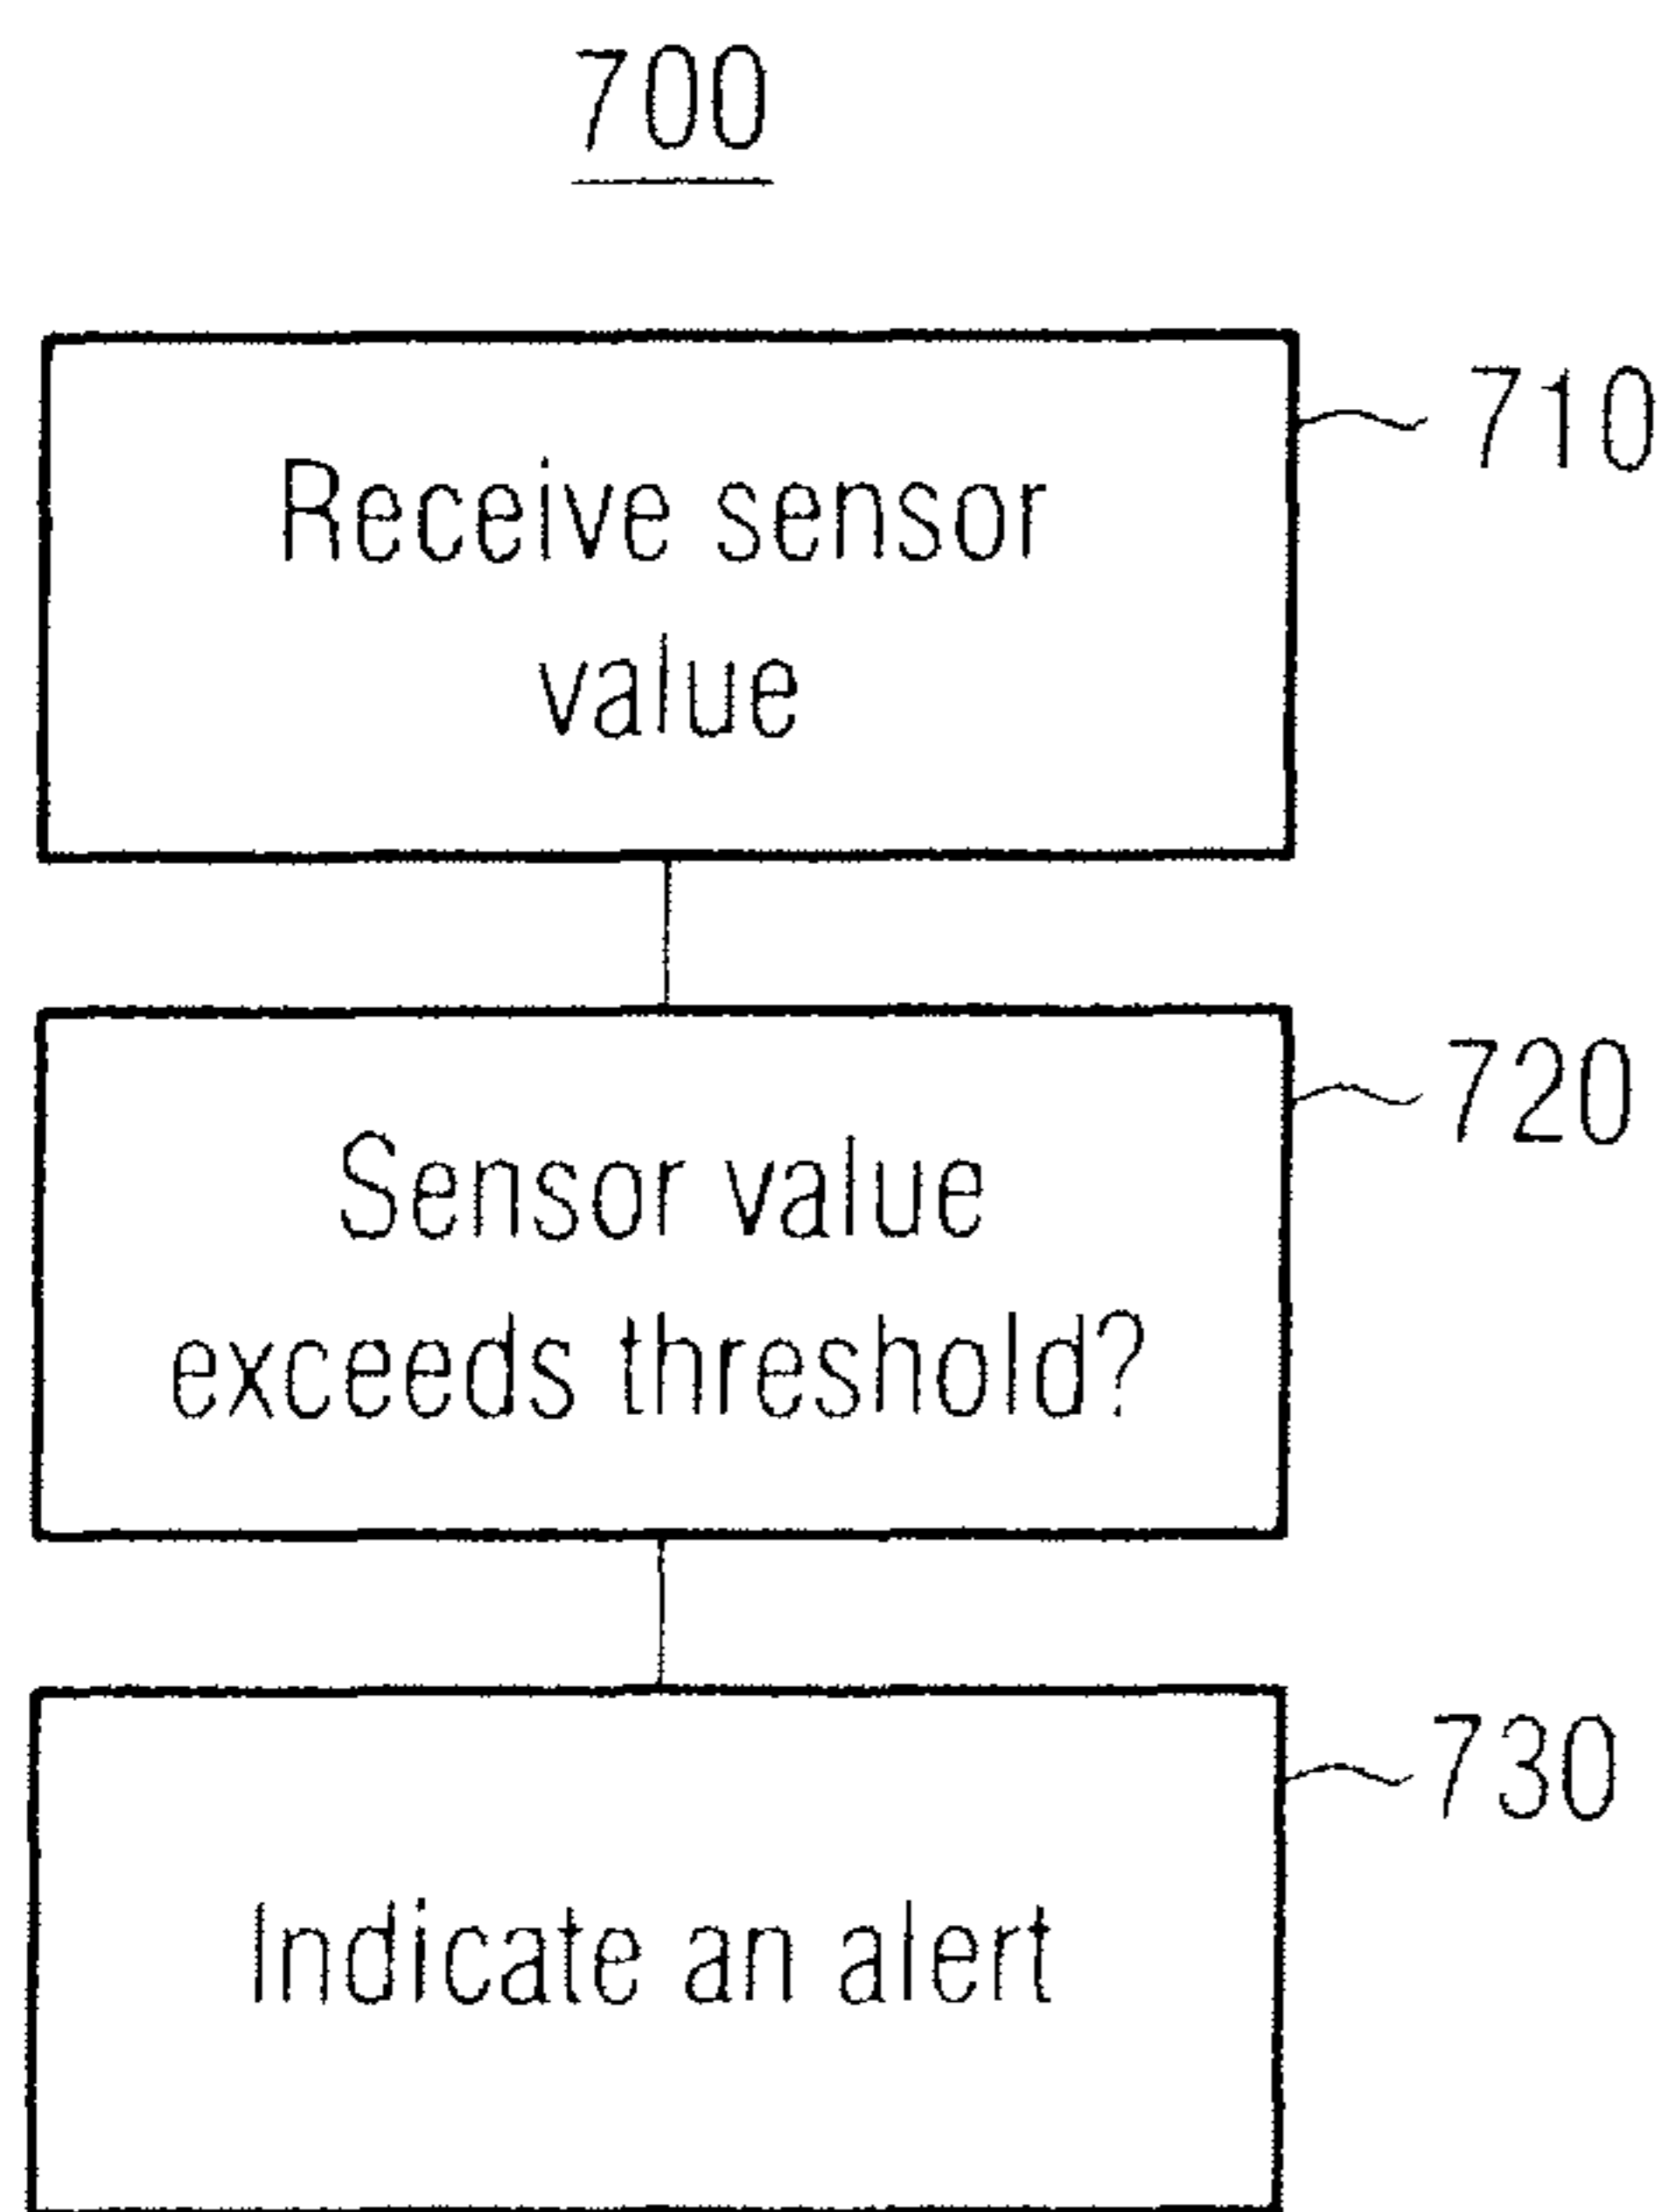 700
710
Receive sensor
value
720
Sensor value
exceeds threshold?
730
Indicate an alert